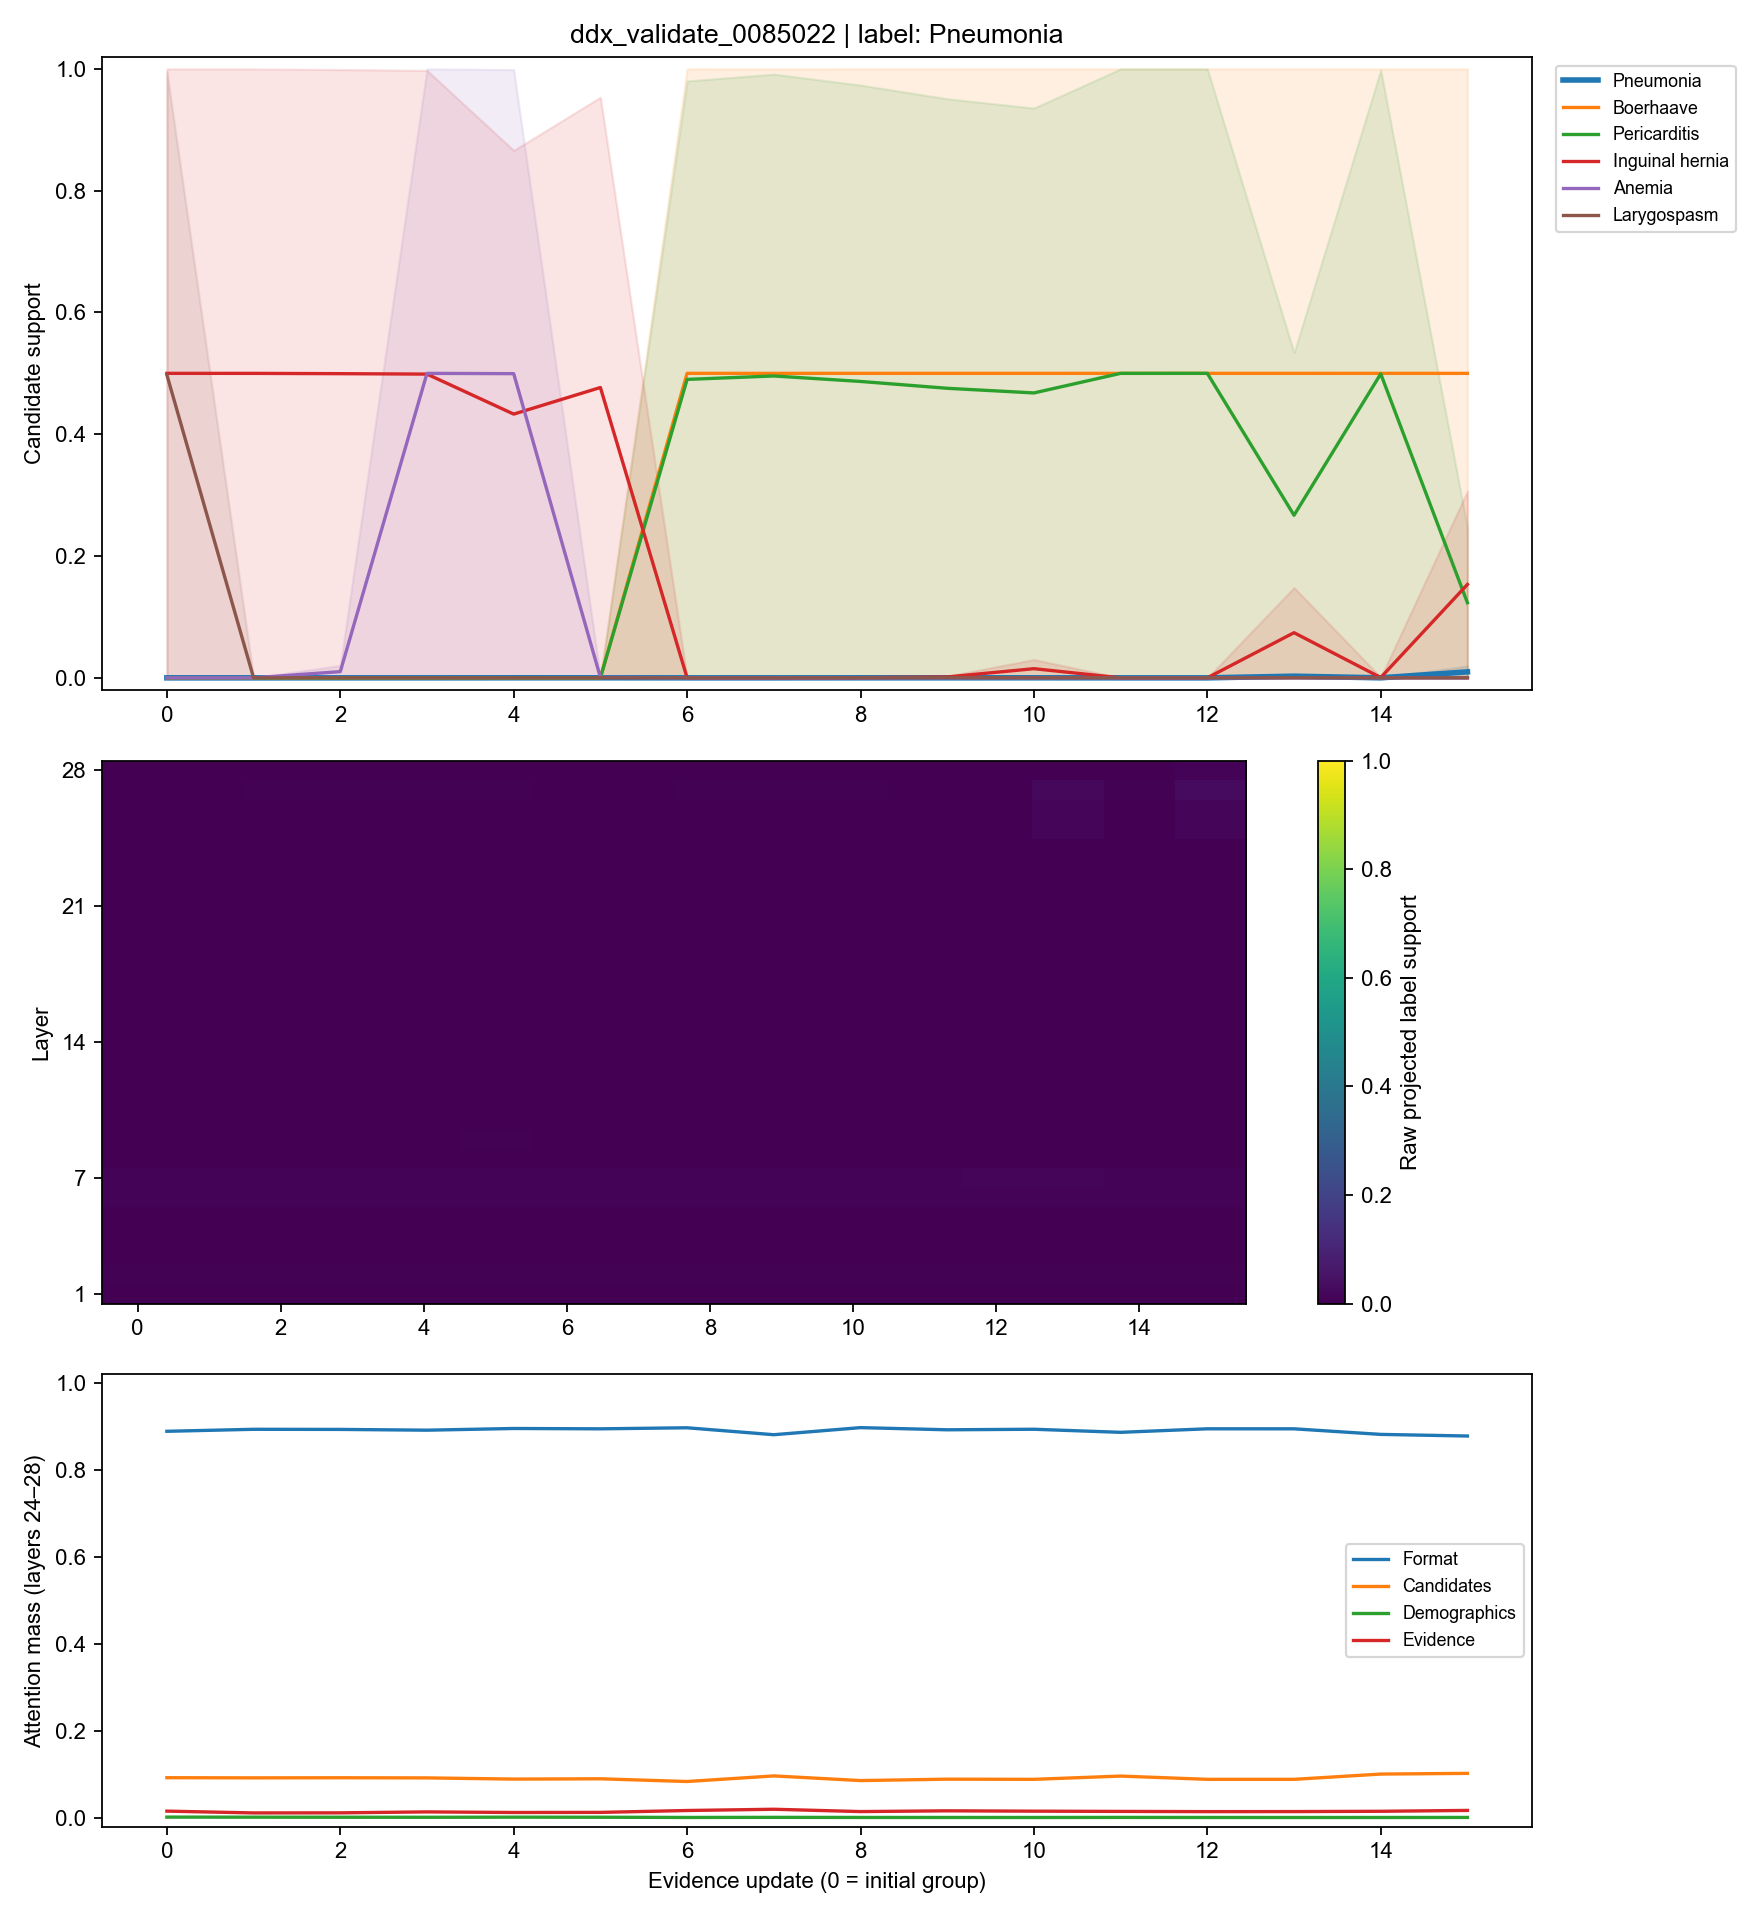 ddx_validate_0085022 | label: Pneumonia
Candidate support
1.0
0.8
0.6
0.4
0.2
0.0
0 2 4 6 8 10 12 14
Pneumonia
Boerhaave
Pericarditis
Inguinal hernia
Anemia
Larygospasm
Layer
28
21
14
7
1
0 2 4 6 8 10 12 14
1.0
0.8
0.6
0.4
0.2
0.0
Raw projected label support
Attention mass (layers 24–28)
1.0
0.8
0.6
0.4
0.2
0.0
Format
Candidates
Demographics
Evidence
0 2 4 6 8 10 12 14
Evidence update (0 = initial group)